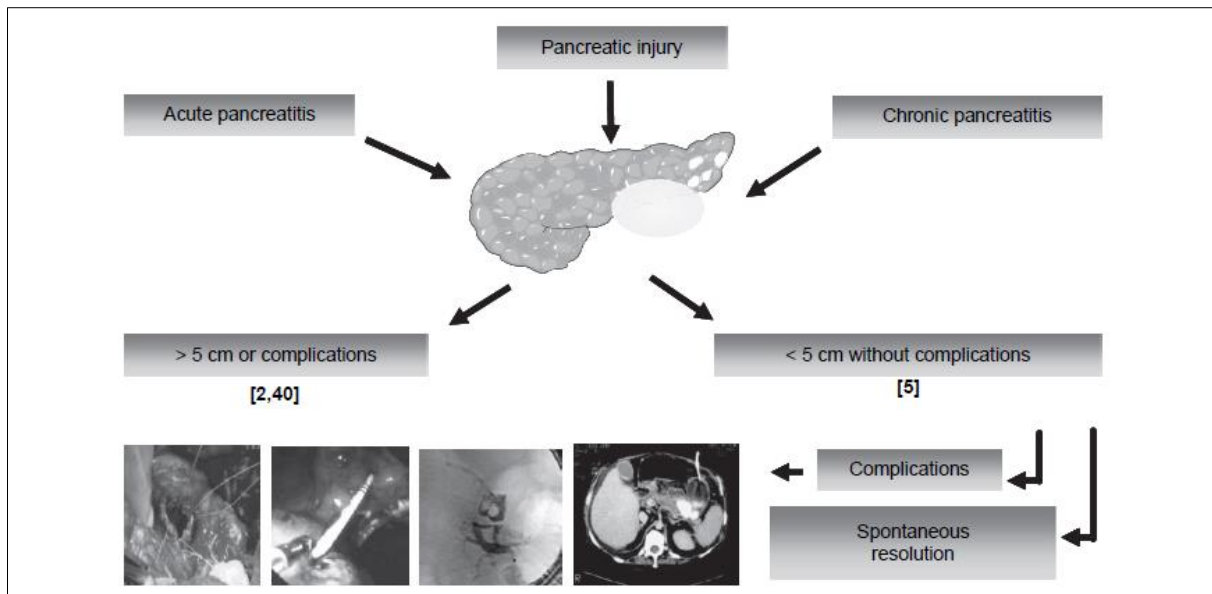 Pancreatic injury
Acute pancreatitis
Chronic pancreatitis
> 5 cm or complications
[2,40]
< 5 cm without complications
[5]
Complications
Spontaneous
resolution
R